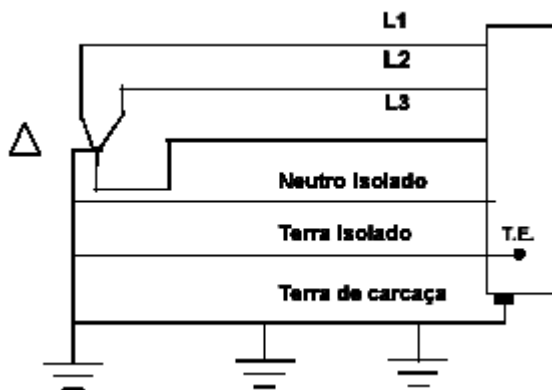 L1
L2
L3
Neutro Isolado
Terra Isolado
T.E.
Terra de carcaça